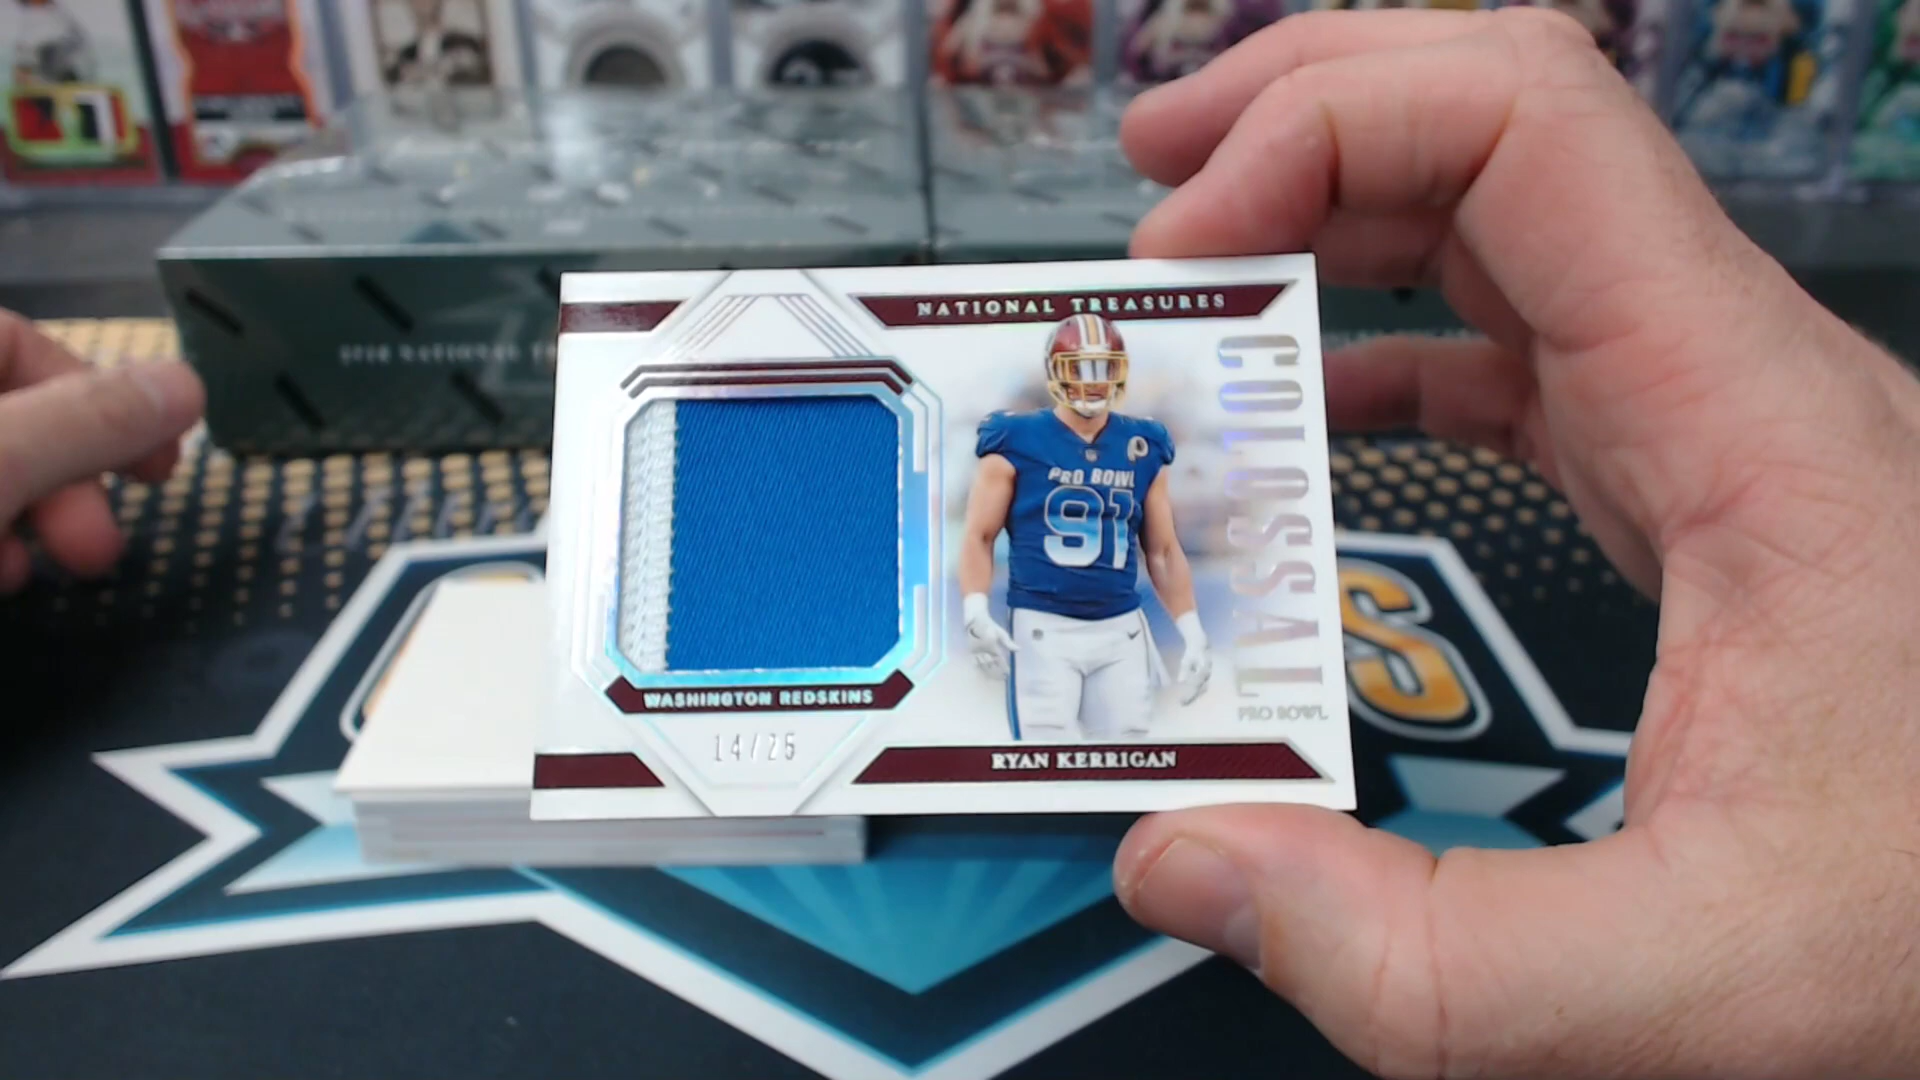 NATIONAL TREASURES
COLOSSAL
PRO BOWL
PRO BOWL
91
WASHINGTON REDSKINS
14/25
RYAN KERRIGAN